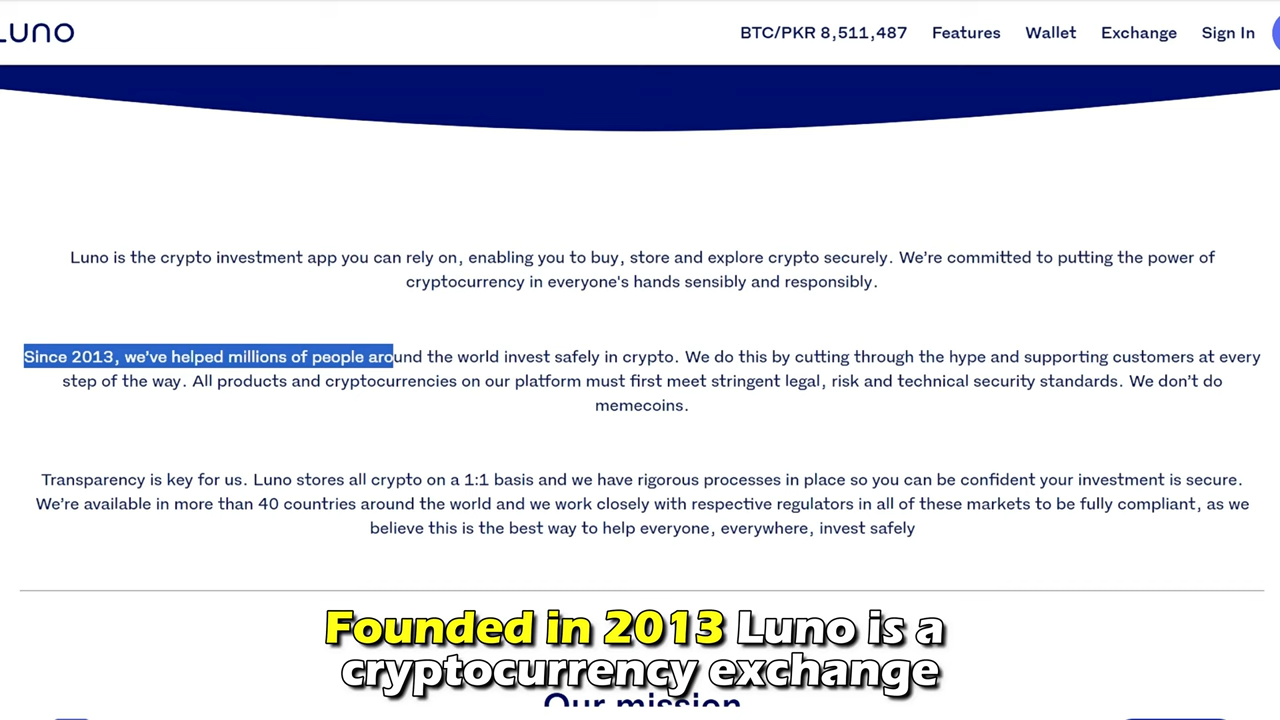 Luno
BTC/PKR 8,511,487 Features Wallet Exchange Sign In
Luno is the crypto investment app you can rely on, enabling you to buy, store and explore crypto securely. We’re committed to putting the power of
cryptocurrency in everyone's hands sensibly and responsibly.
Since 2013, we’ve helped millions of people around the world invest safely in crypto. We do this by cutting through the hype and supporting customers at every
step of the way. All products and cryptocurrencies on our platform must first meet stringent legal, risk and technical security standards. We don’t do
memecoins.
Transparency is key for us. Luno stores all crypto on a 1:1 basis and we have rigorous processes in place so you can be confident your investment is secure.
We’re available in more than 40 countries around the world and we work closely with respective regulators in all of these markets to be fully compliant, as we
believe this is the best way to help everyone, everywhere, invest safely
Founded in 2013 Luno is a
cryptocurrency exchange
Our mission